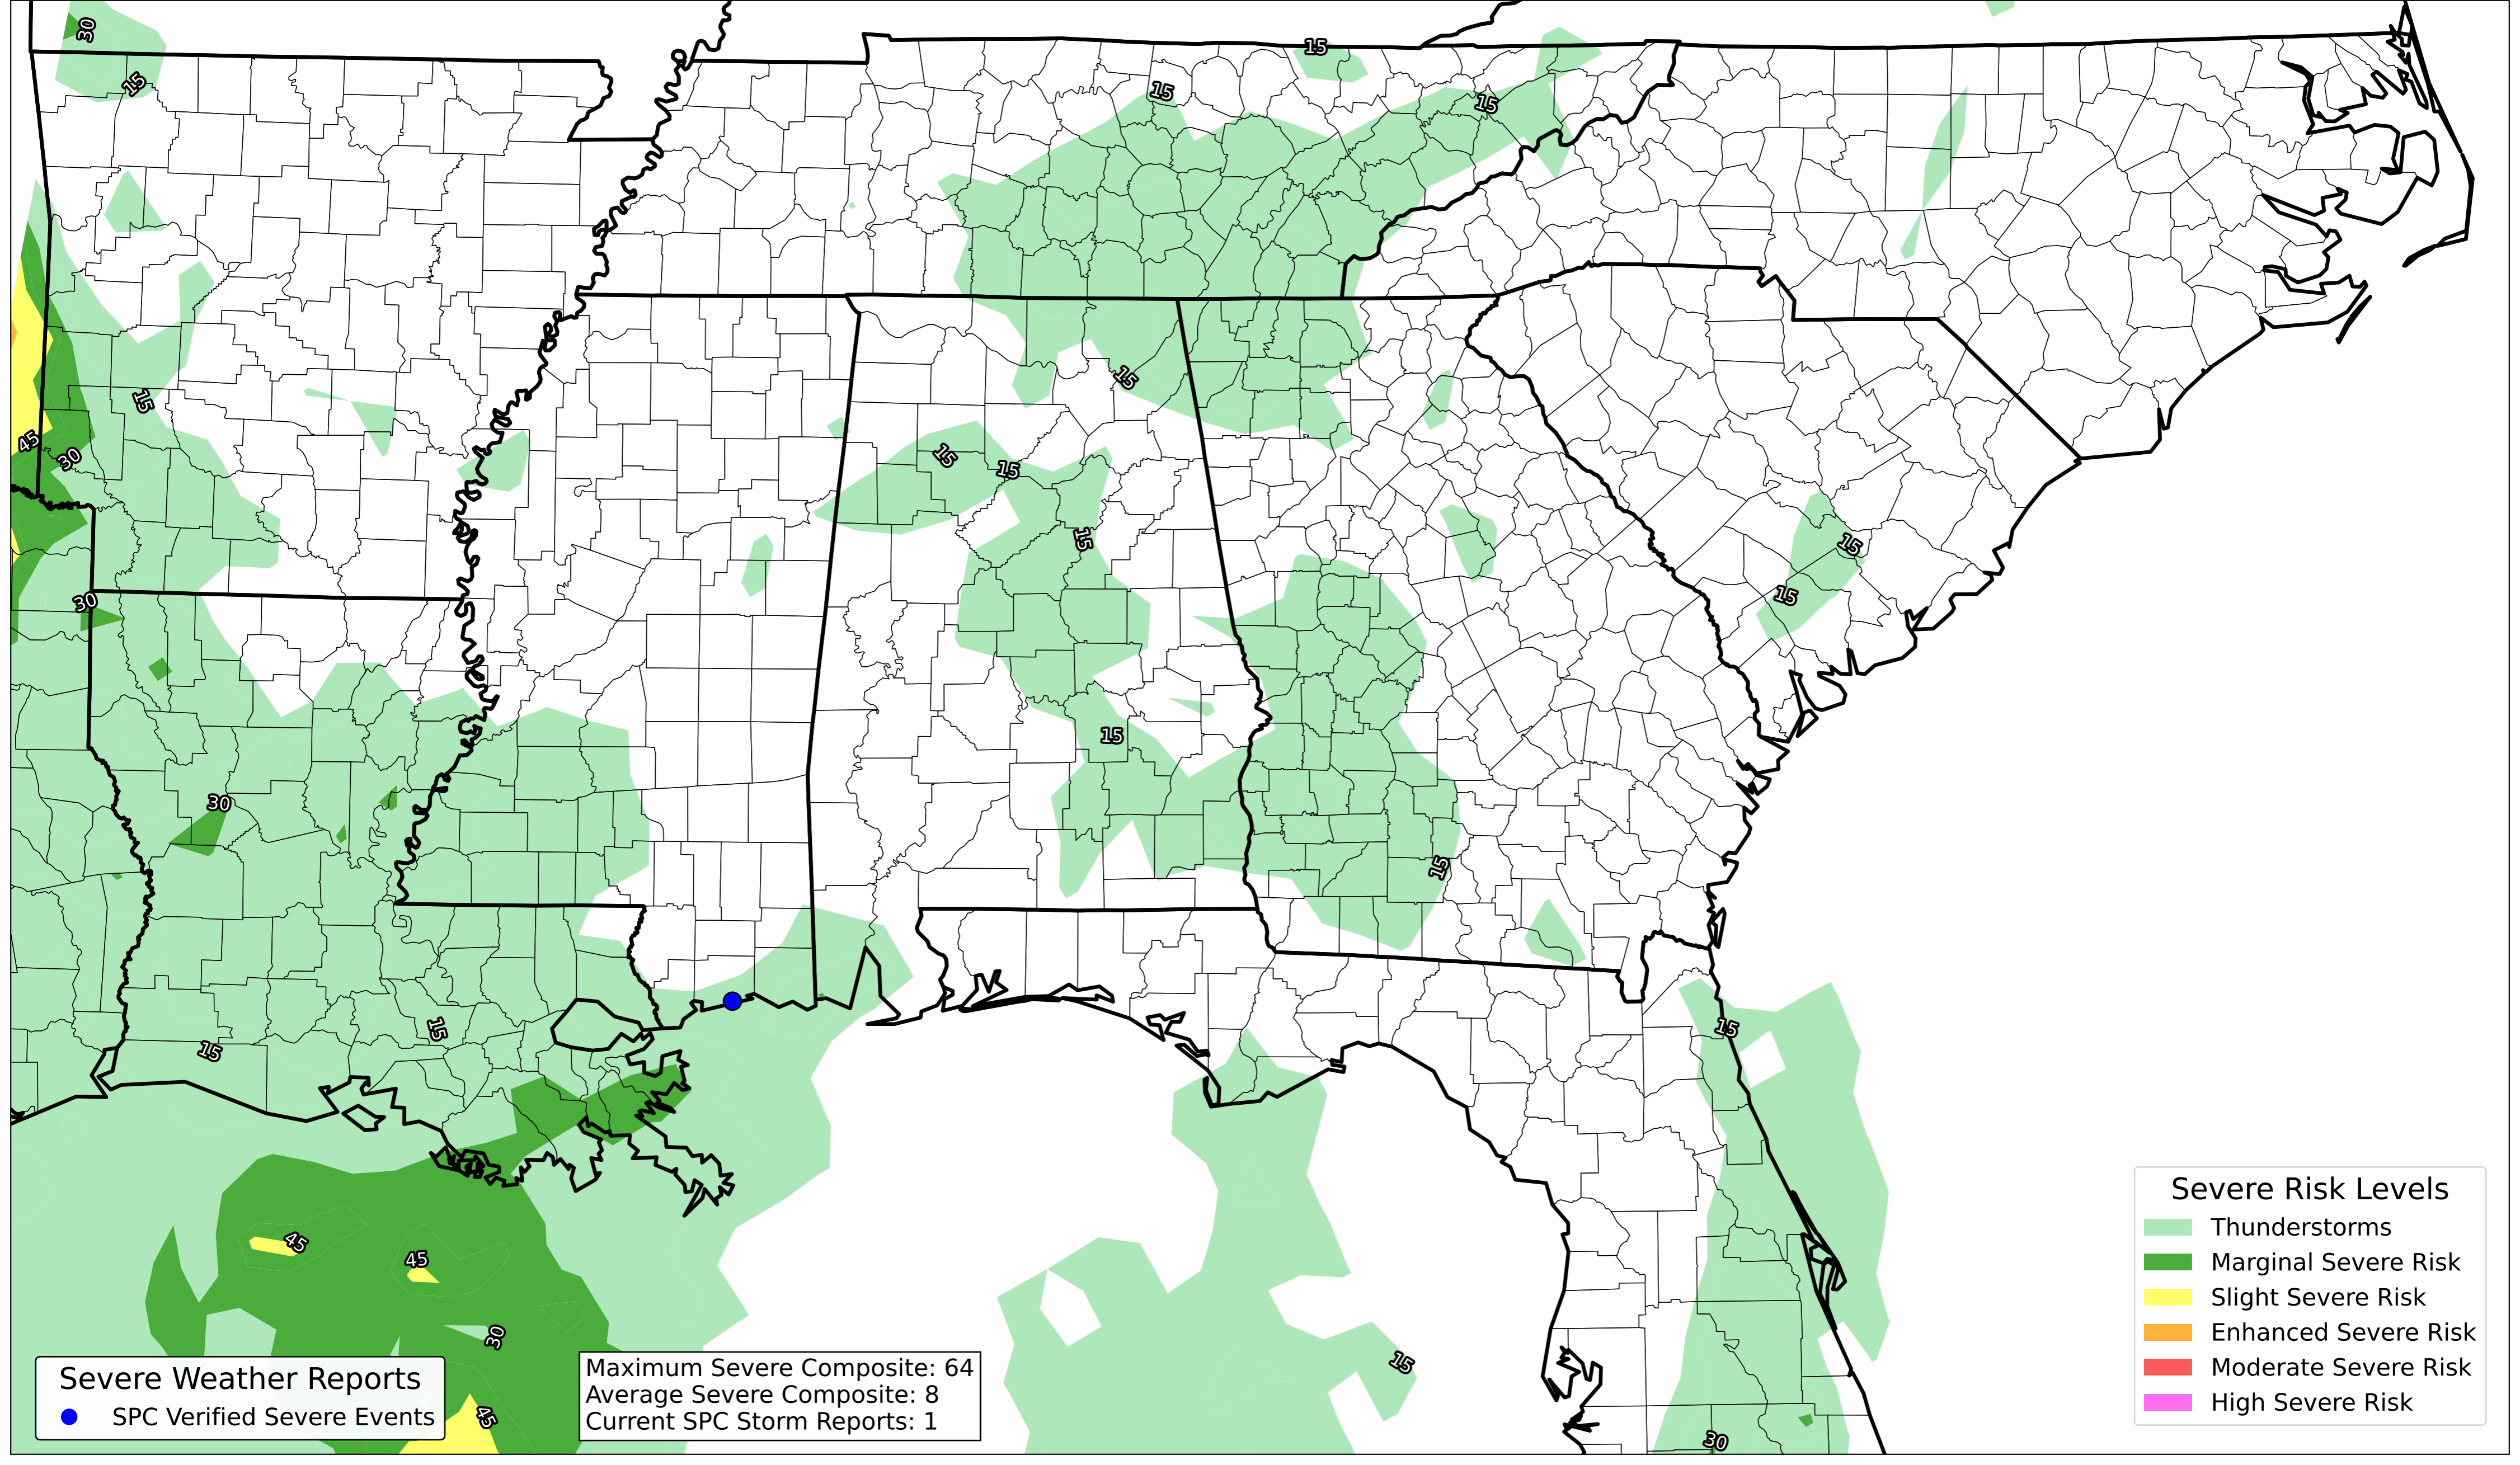 30
15
15
15
15
15
45
30
15
15
15
15
15
15
30
15
30
15
15
15
15
15
45
45
30
15
45
30
Severe Weather Reports
SPC Verified Severe Events
Maximum Severe Composite: 64
Average Severe Composite: 8
Current SPC Storm Reports: 1
Severe Risk Levels
Thunderstorms
Marginal Severe Risk
Slight Severe Risk
Enhanced Severe Risk
Moderate Severe Risk
High Severe Risk